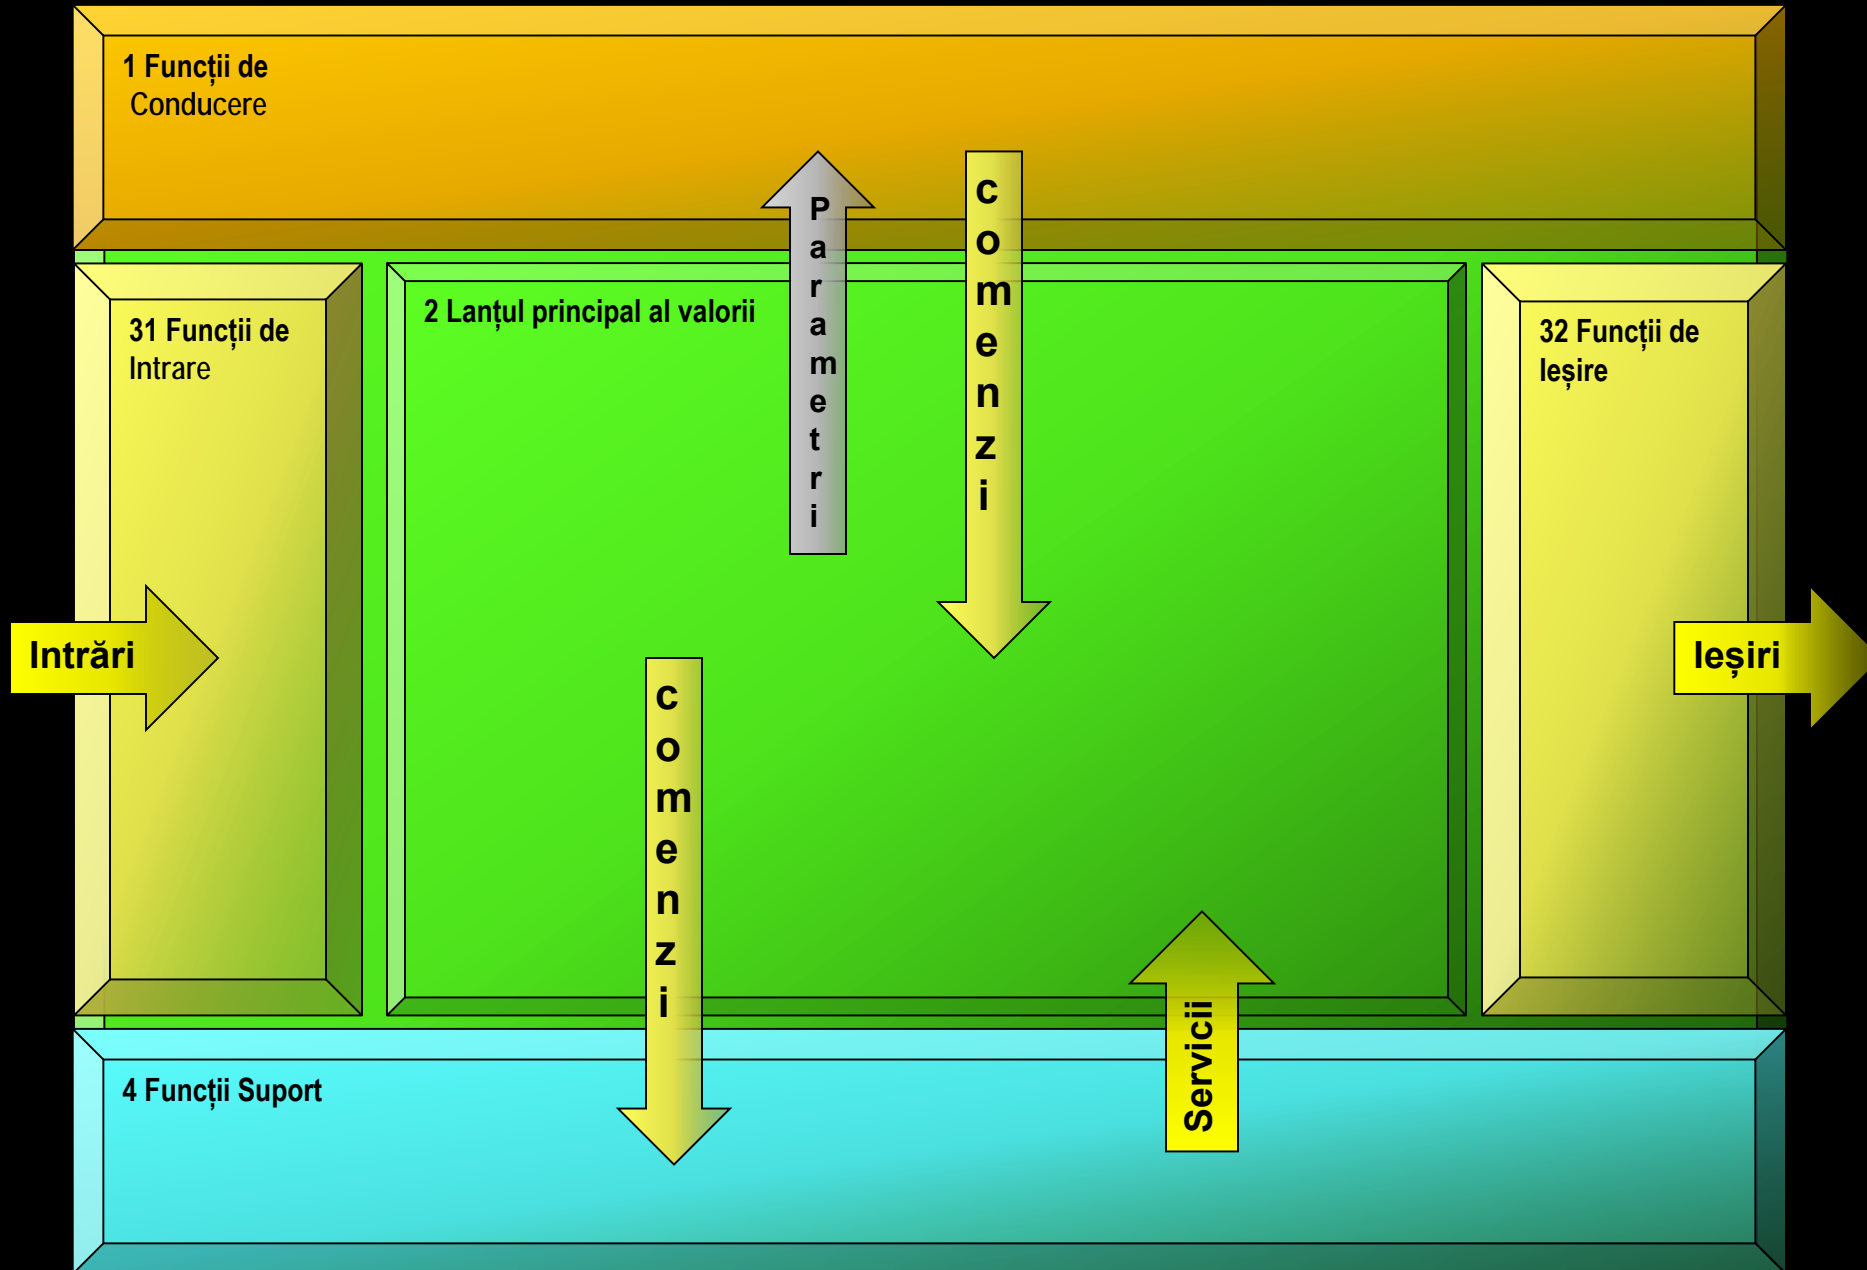 1 Funcții de
Conducere
Parametri
comenzi
31 Funcții de
Intrare
2 Lanțul principal al valorii
32 Funcții de
Ieșire
Intrări
Ieșiri
comenzi
Servicii
4 Funcții Suport